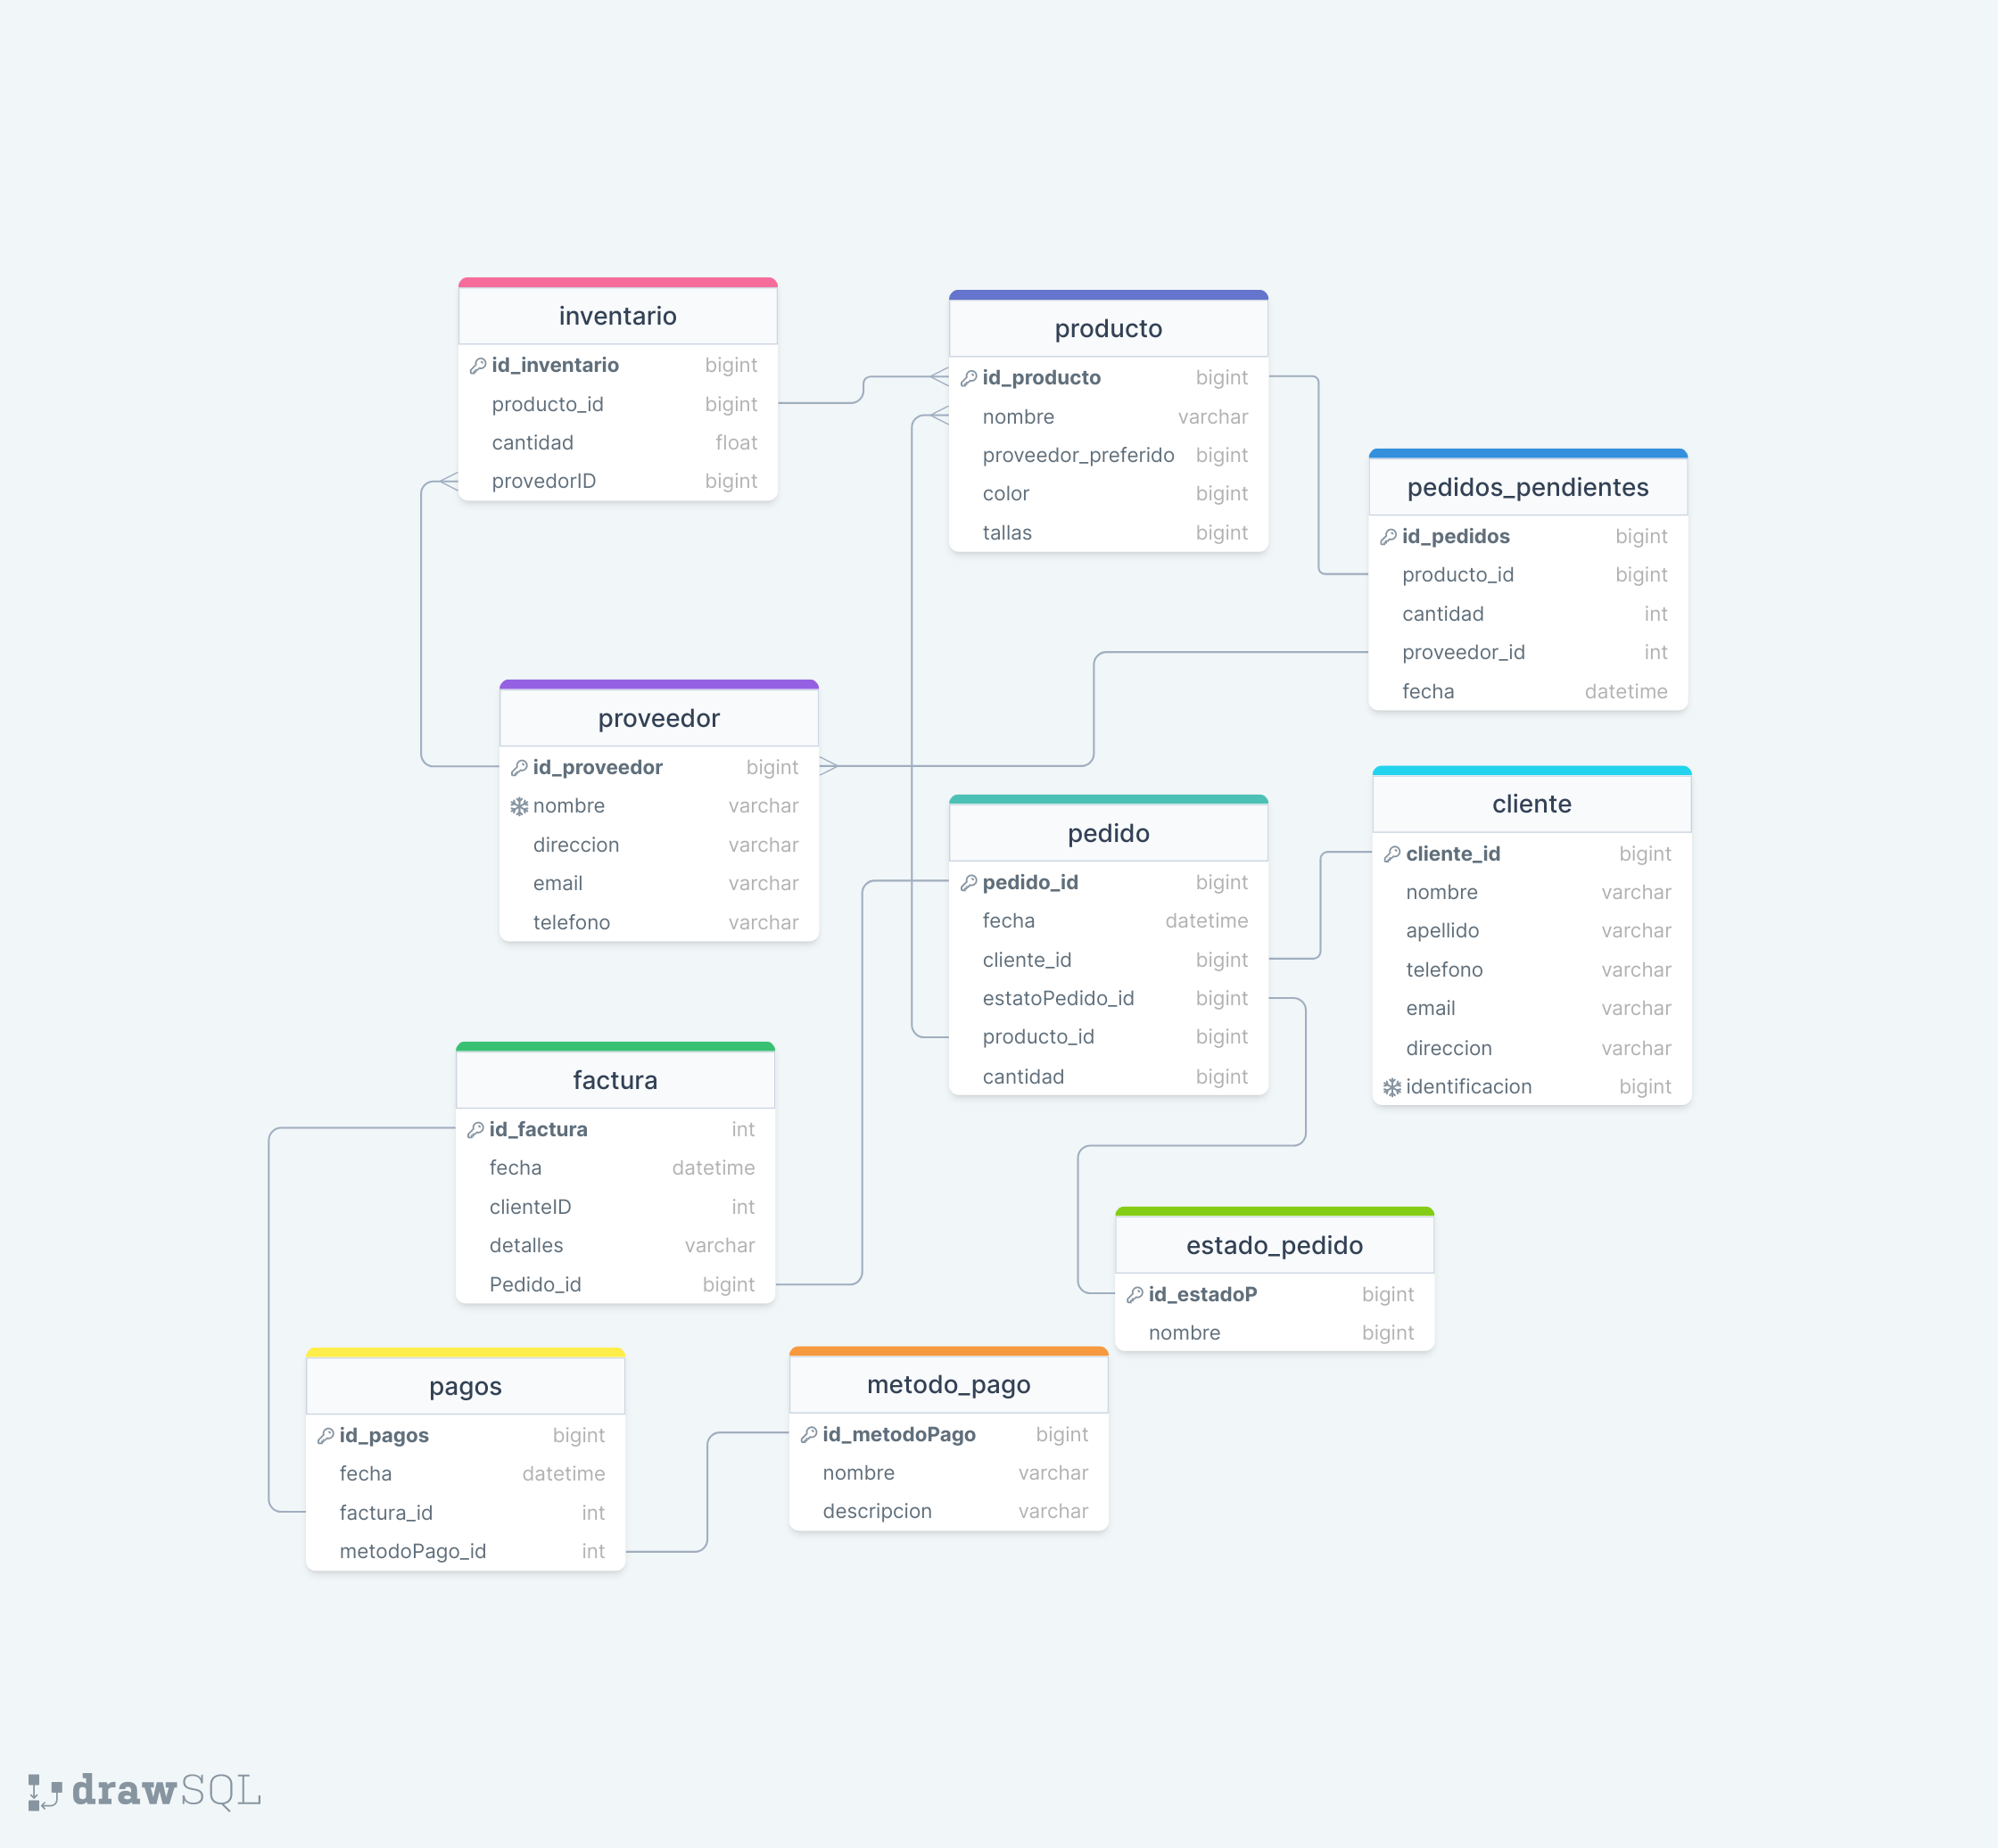 inventario
id_inventario bigint
producto_id bigint
cantidad float
provedorID bigint
producto
id_producto bigint
nombre varchar
proveedor_preferido bigint
color bigint
tallas bigint
pedidos_pendientes
id_pedidos bigint
producto_id bigint
cantidad int
proveedor_id int
fecha datetime
proveedor
id_proveedor bigint
nombre varchar
direccion varchar
email varchar
telefono varchar
pedido
pedido_id bigint
fecha datetime
cliente_id bigint
estatoPedido_id bigint
producto_id bigint
cantidad bigint
cliente
cliente_id bigint
nombre varchar
apellido varchar
telefono varchar
email varchar
direccion varchar
identificacion bigint
factura
id_factura int
fecha datetime
clienteID int
detalles varchar
Pedido_id bigint
estado_pedido
id_estadoP bigint
nombre bigint
pagos
id_pagos bigint
fecha datetime
factura_id int
metodoPago_id int
metodo_pago
id_metodoPago bigint
nombre varchar
descripcion varchar
drawSQL